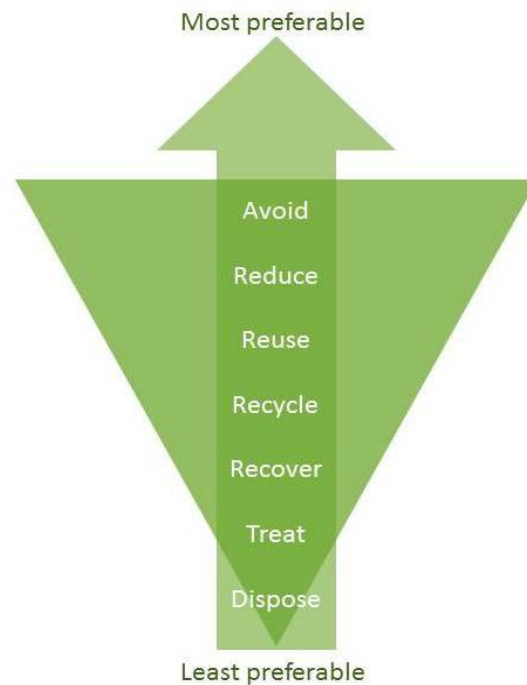 Most preferable
Avoid
Reduce
Reuse
Recycle
Recover
Treat
Dispose
Least preferable